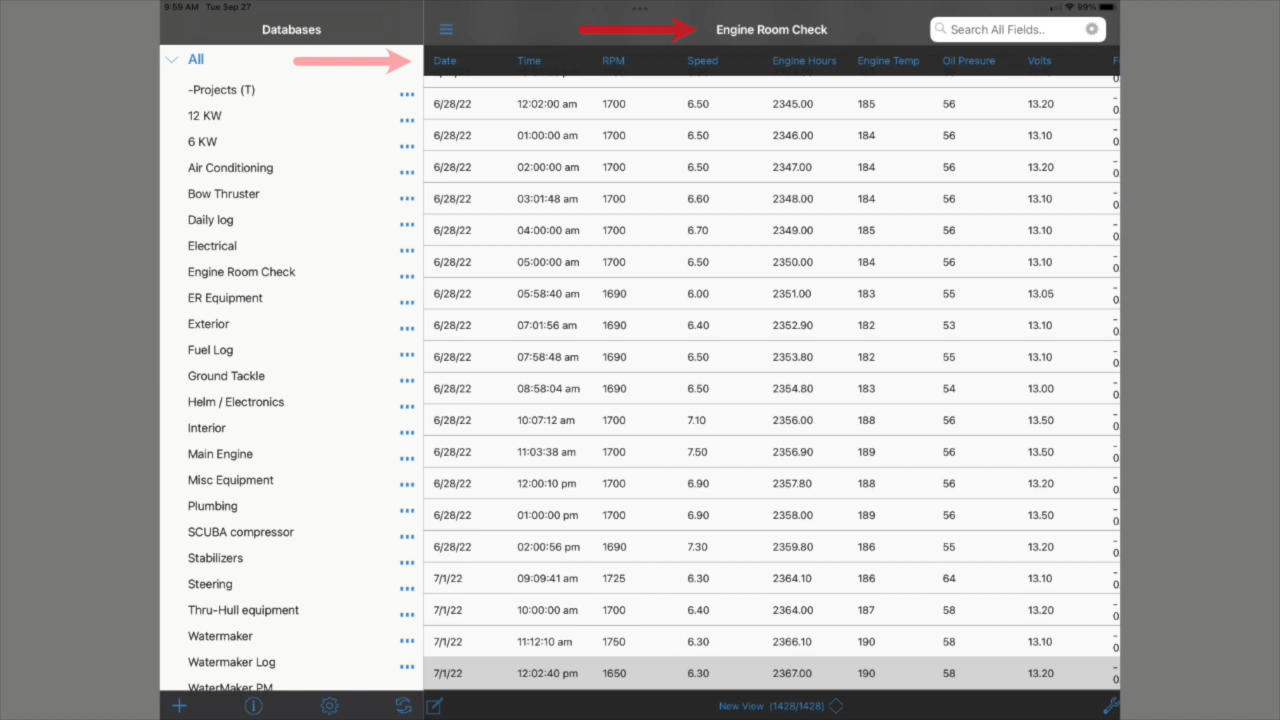 9:59 AM Tue Sep 27
99%
Databases
Engine Room Check
Search All Fields..
All
-Projects (T)
12 KW
6 KW
Air Conditioning
Bow Thruster
Daily log
Electrical
Engine Room Check
ER Equipment
Exterior
Fuel Log
Ground Tackle
Helm / Electronics
Interior
Main Engine
Misc Equipment
Plumbing
SCUBA compressor
Stabilizers
Steering
Thru-Hull equipment
Watermaker
Watermaker Log
WaterMaker PM
Date Time RPM Speed Engine Hours Engine Temp Oil Presure Volts
6/28/22 12:02:00 am 1700 6.50 2345.00 185 56 13.20
6/28/22 01:00:00 am 1700 6.50 2346.00 184 56 13.10
6/28/22 02:00:00 am 1700 6.50 2347.00 184 56 13.20
6/28/22 03:01:48 am 1700 6.60 2348.00 184 56 13.10
6/28/22 04:00:00 am 1700 6.70 2349.00 185 56 13.10
6/28/22 05:00:00 am 1700 6.50 2350.00 184 56 13.10
6/28/22 05:58:40 am 1690 6.00 2351.00 183 55 13.05
6/28/22 07:01:56 am 1690 6.40 2352.90 182 53 13.10
6/28/22 07:58:48 am 1690 6.50 2353.80 182 55 13.10
6/28/22 08:58:04 am 1690 6.50 2354.80 183 54 13.00
6/28/22 10:07:12 am 1700 7.10 2356.00 188 56 13.50
6/28/22 11:03:38 am 1700 7.50 2356.90 189 56 13.50
6/28/22 12:00:10 pm 1700 6.90 2357.80 188 56 13.20
6/28/22 01:00:00 pm 1700 6.90 2358.00 189 56 13.50
6/28/22 02:00:56 pm 1690 7.30 2359.80 186 55 13.20
7/1/22 09:09:41 am 1725 6.30 2364.10 186 64 13.10
7/1/22 10:00:00 am 1700 6.40 2364.00 187 58 13.20
7/1/22 11:12:10 am 1750 6.30 2366.10 190 58 13.10
7/1/22 12:02:40 pm 1650 6.30 2367.00 190 58 13.20
New View (1428/1428)